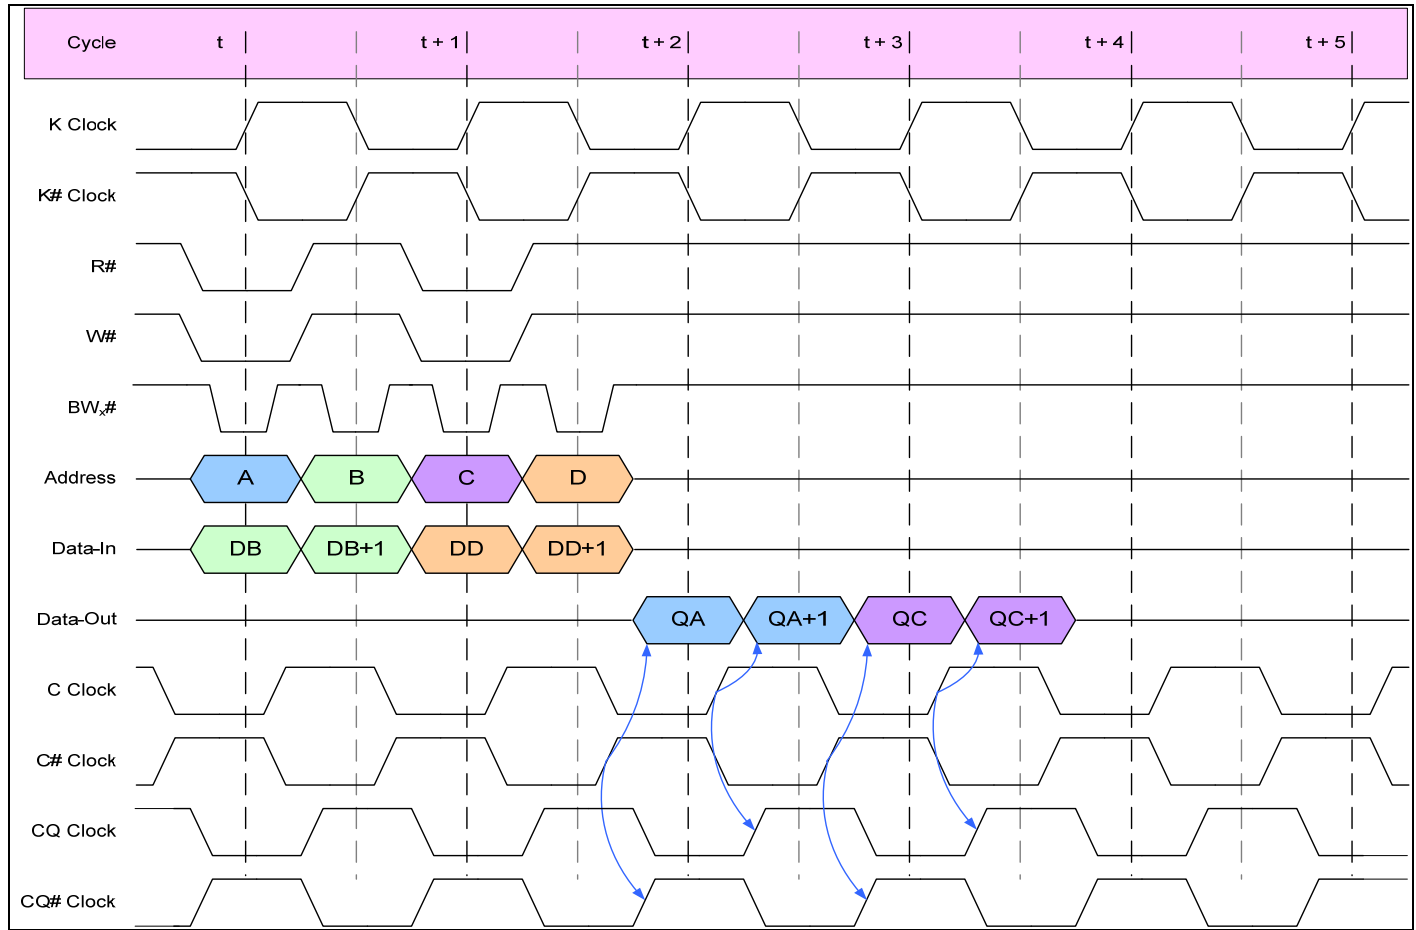 Cycle t t + 1 t + 2 t + 3 t + 4 t + 5
K Clock
K# Clock
R#
W#
BWx#
Address A B C D
Data-In DB DB+1 DD DD+1
Data-Out QA QA+1 QC QC+1
C Clock
C# Clock
CQ Clock
CQ# Clock